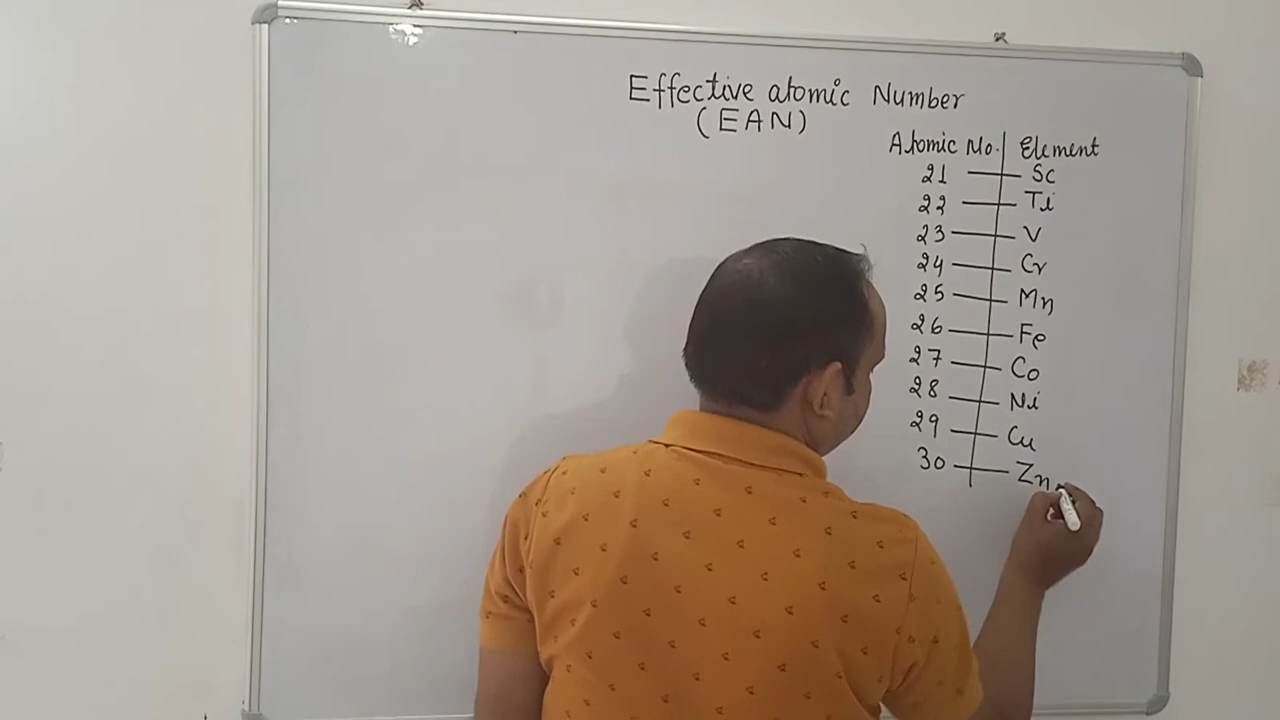 Effective atomic Number
(EAN)
Atomic No. Element
21 Sc
22 Ti
23 V
24 Cr
25 Mn
26 Fe
27 Co
28 Ni
29 Cu
30 Zn